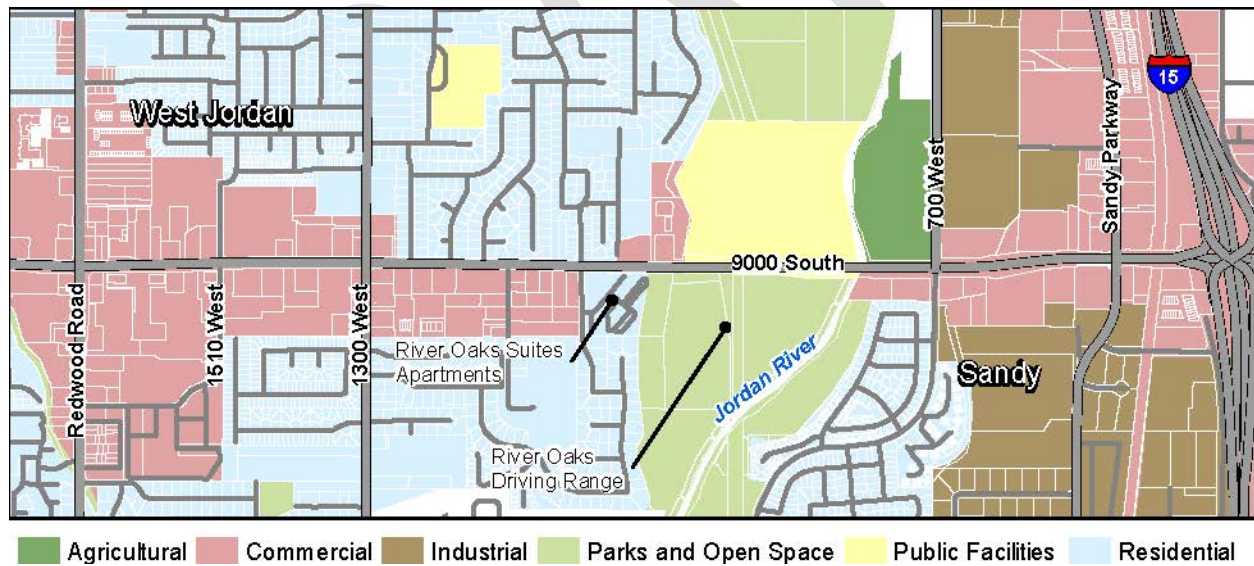 West Jordan
15
Redwood Road
1510 West
1300 West
700 West
Sandy Parkway
9000 South
River Oaks Suites
Apartments
Jordan River
Sandy
River Oaks
Driving Range
Agricultural
Commercial
Industrial
Parks and Open Space
Public Facilities
Residential